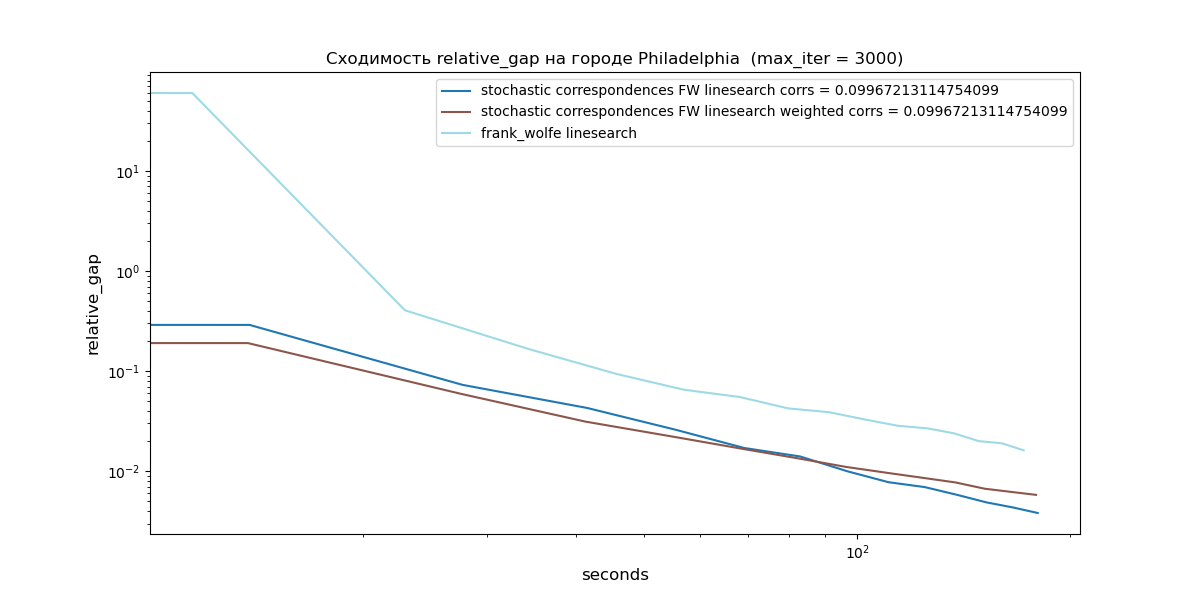 Сходимость relative_gap на городе Philadelphia  (max_iter = 3000)
stochastic correspondences FW linesearch corrs = 0.09967213114754099
stochastic correspondences FW linesearch weighted corrs = 0.09967213114754099
frank_wolfe linesearch
10¹
10⁰
10⁻¹
10⁻²
relative_gap
10²
seconds